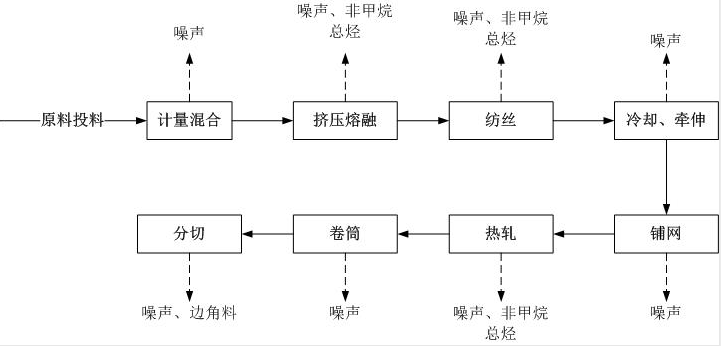 噪声
噪声、非甲烷
总烃
噪声、非甲烷
总烃
噪声
原料投料
计量混合
挤压熔融
纺丝
冷却、牵伸
分切
卷筒
热轧
铺网
噪声、边角料
噪声
噪声、非甲烷
总烃
噪声